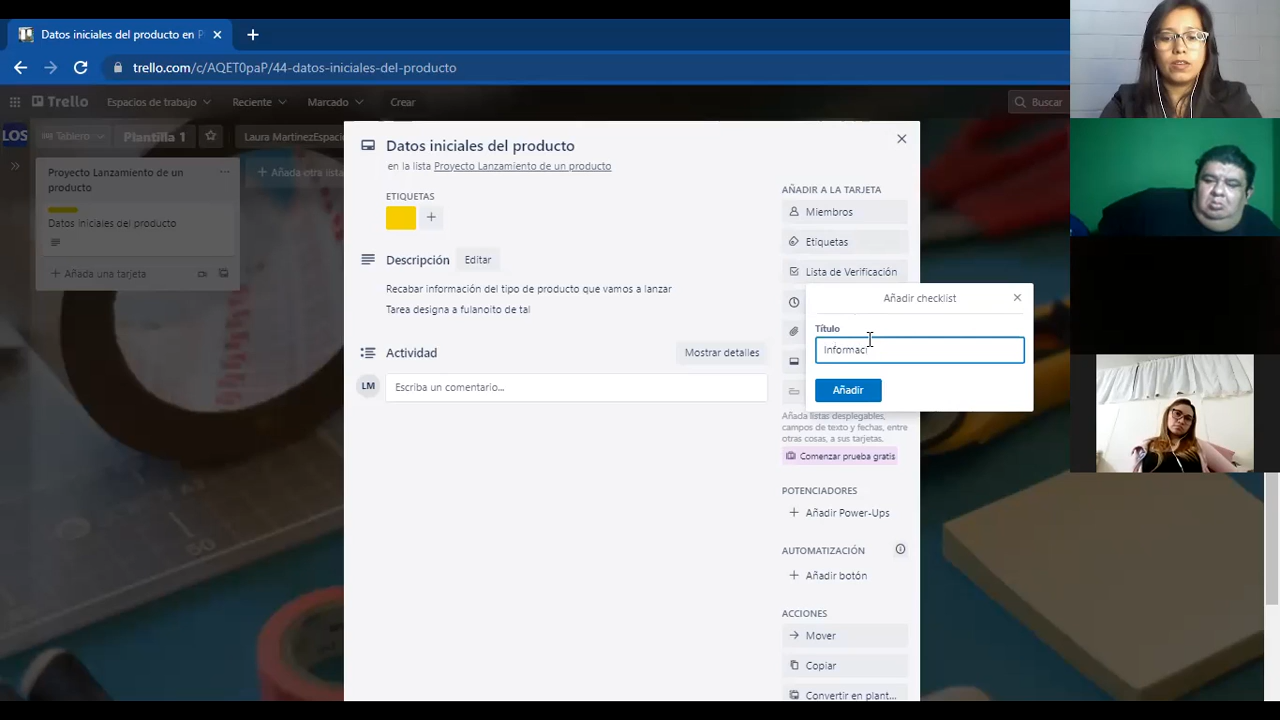 Datos iniciales del producto en P
trello.com/c/AQET0paP/44-datos-iniciales-del-producto
Trello
Espacios de trabajo
Reciente
Marcado
Crear
Buscar
LOS
Tablero
Plantilla 1
Laura MartinezEspaci
Proyecto Lanzamiento de un
producto
Datos iniciales del producto
Añada una tarjeta
Añada otra lista
Datos iniciales del producto
en la lista Proyecto Lanzamiento de un producto
ETIQUETAS
Descripción
Editar
Recabar información del tipo de producto que vamos a lanzar
Tarea designa a fulanoito de tal
Actividad
Mostrar detalles
LM
Escriba un comentario...
AÑADIR A LA TARJETA
Miembros
Etiquetas
Lista de Verificación
Añadir checklist
Título
Informaci
Añadir
Añada listas desplegables,
campos de texto y fechas, entre
otras cosas, a sus tarjetas.
Comenzar prueba gratis
POTENCIADORES
Añadir Power-Ups
AUTOMATIZACIÓN
Añadir botón
ACCIONES
Mover
Copiar
Convertir en plant...